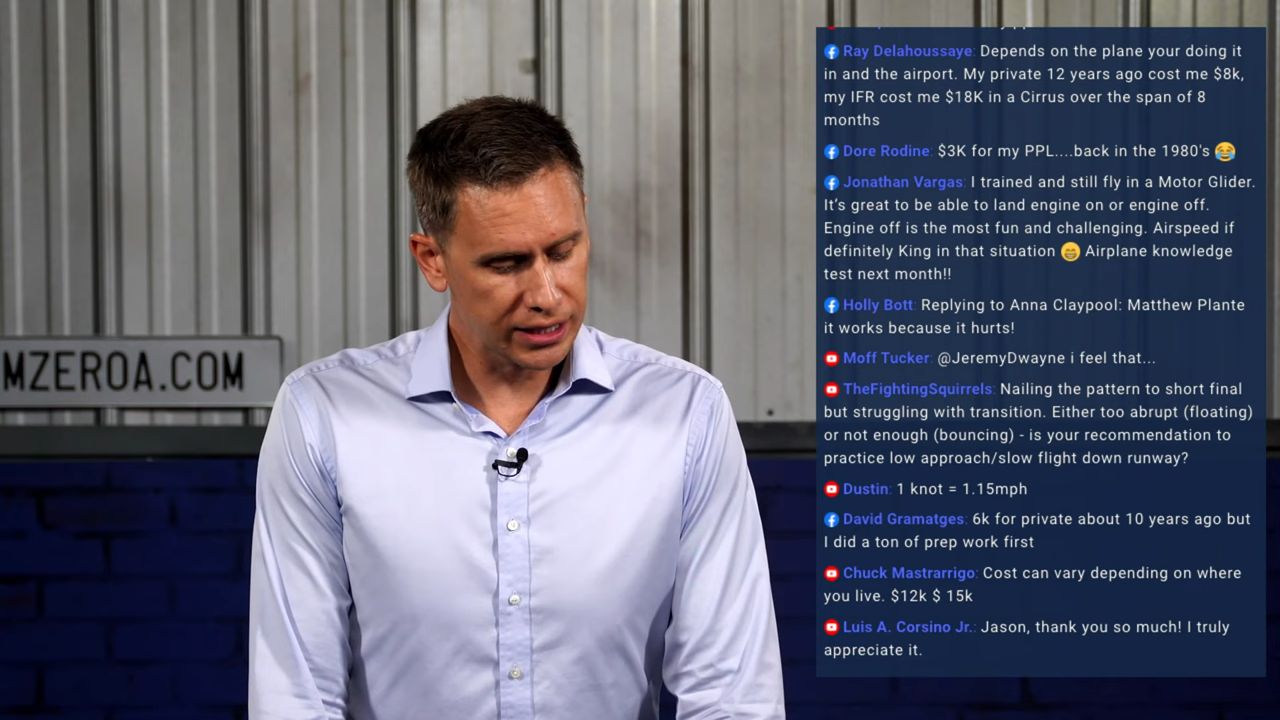 MZEROA.COM
Ray Delahoussaye: Depends on the plane your doing it
in and the airport. My private 12 years ago cost me $8k,
my IFR cost me $18K in a Cirrus over the span of 8
months
Dore Rodine: $3K for my PPL....back in the 1980's 😂
Jonathan Vargas: I trained and still fly in a Motor Glider.
It's great to be able to land engine on or engine off.
Engine off is the most fun and challenging. Airspeed if
definitely King in that situation 😁 Airplane knowledge
test next month!!
Holly Bott: Replying to Anna Claypool: Matthew Plante
it works because it hurts!
Moff Tucker: @JeremyDwayne i feel that...
TheFightingSquirrels: Nailing the pattern to short final
but struggling with transition. Either too abrupt (floating)
or not enough (bouncing) - is your recommendation to
practice low approach/slow flight down runway?
Dustin: 1 knot = 1.15mph
David Gramatges: 6k for private about 10 years ago but
I did a ton of prep work first
Chuck Mastrarrigo: Cost can vary depending on where
you live. $12k $ 15k
Luis A. Corsino Jr.: Jason, thank you so much! I truly
appreciate it.